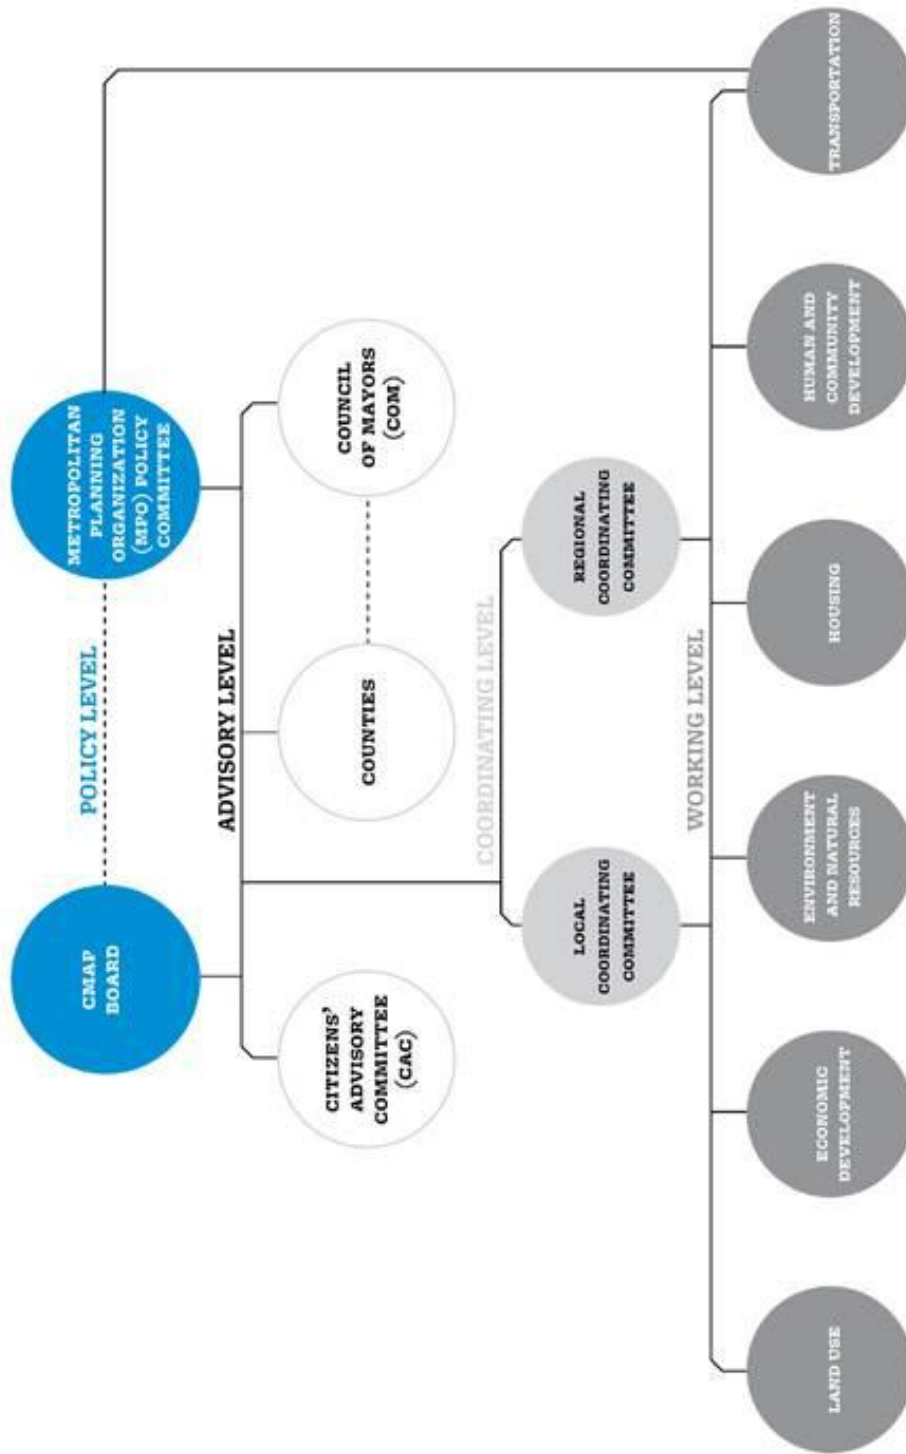 POLICY LEVEL
CMAP
BOARD
METROPOLITAN
PLANNING
ORGANIZATION
(MPO) POLICY
COMMITTEE
ADVISORY LEVEL
CITIZENS’
ADVISORY
COMMITTEE
(CAC)
COUNTIES
COUNCIL
OF MAYORS
(COM)
COORDINATING LEVEL
LOCAL
COORDINATING
COMMITTEE
REGIONAL
COORDINATING
COMMITTEE
WORKING LEVEL
LAND USE
ECONOMIC
DEVELOPMENT
ENVIRONMENT
AND NATURAL
RESOURCES
HOUSING
HUMAN AND
COMMUNITY
DEVELOPMENT
TRANSPORTATION